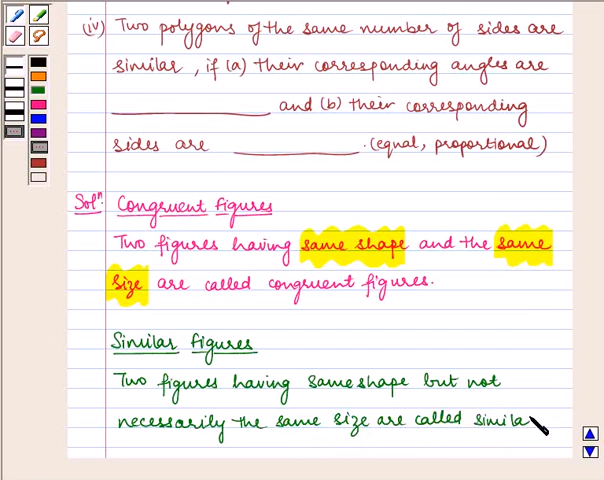 (iv) Two polygons of the same number of sides are
similar, if (a) their corresponding angles are
____________ and (b) their corresponding
sides are ____________. (equal, proportional)
Solⁿ. Congruent figures
Two figures having same shape and the same
size are called congruent figures.
Similar figures
Two figures having same shape but not
necessarily the same size are called simila